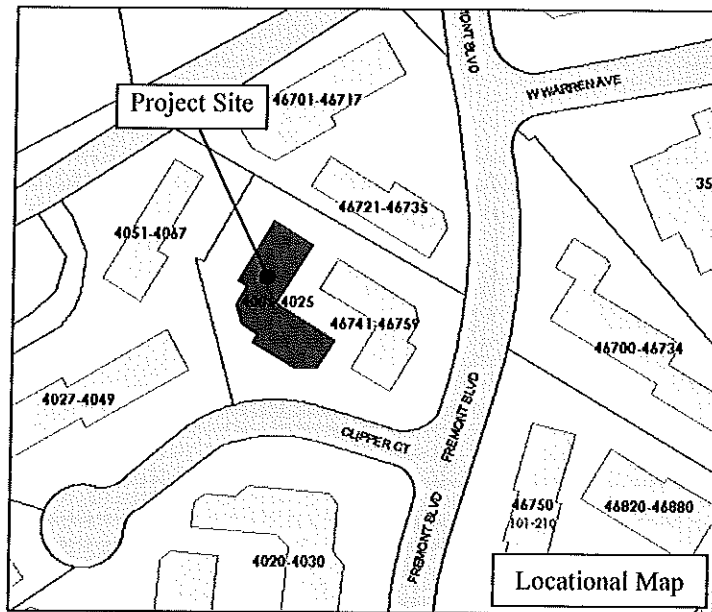 MONT BLVD
W WARREN AVE
46701-46717
Project Site
35
46721-46735
4051-4067
4025
46741-46759
46700-46734
4027-4049
CLIPPER CT
FREMONT BLVD
46750
101-210
46820-46880
4020-4030
FREMONT BLVD
Locational Map